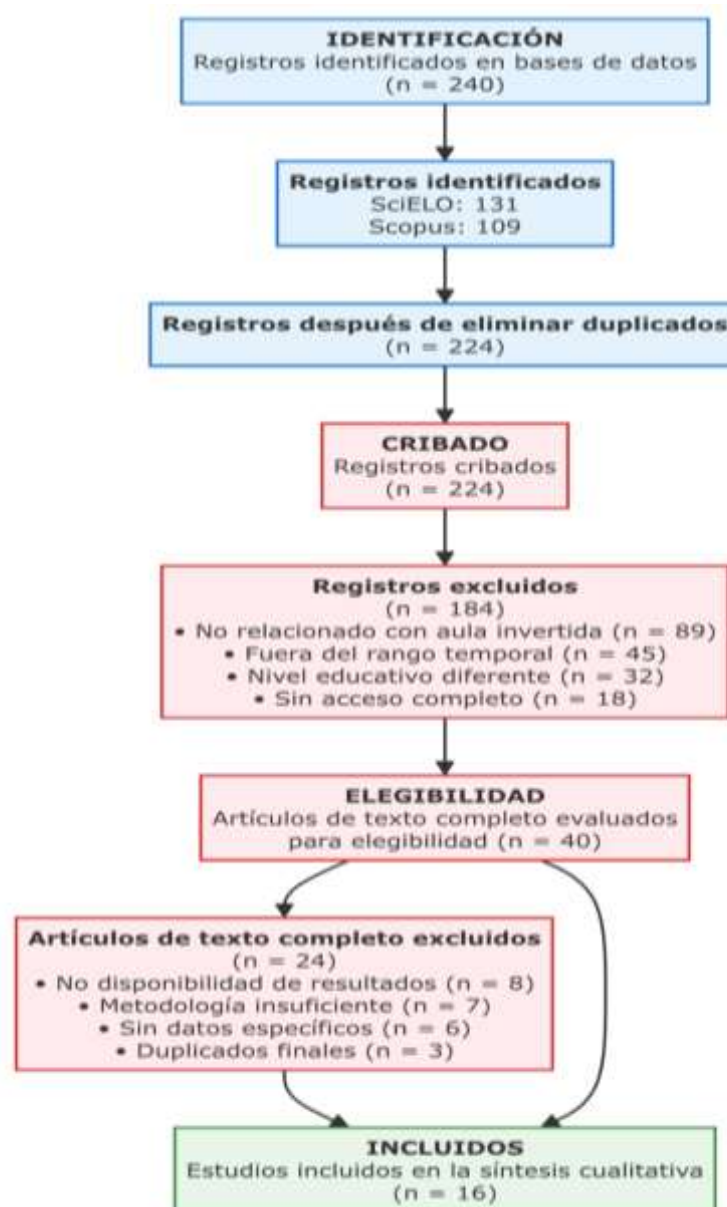 IDENTIFICACIÓN
Registros identificados en bases de datos
(n = 240)
Registros identificados
SciELO: 131
Scopus: 109
Registros después de eliminar duplicados
(n = 224)
CRIBADO
Registros cribados
(n = 224)
Registros excluidos
(n = 184)
• No relacionado con aula invertida (n = 89)
• Fuera del rango temporal (n = 45)
• Nivel educativo diferente (n = 32)
• Sin acceso completo (n = 18)
ELEGIBILIDAD
Artículos de texto completo evaluados
para elegibilidad (n = 40)
Artículos de texto completo excluidos
(n = 24)
• No disponibilidad de resultados (n = 8)
• Metodología insuficiente (n = 7)
• Sin datos específicos (n = 6)
• Duplicados finales (n = 3)
INCLUIDOS
Estudios incluidos en la síntesis cualitativa
(n = 16)